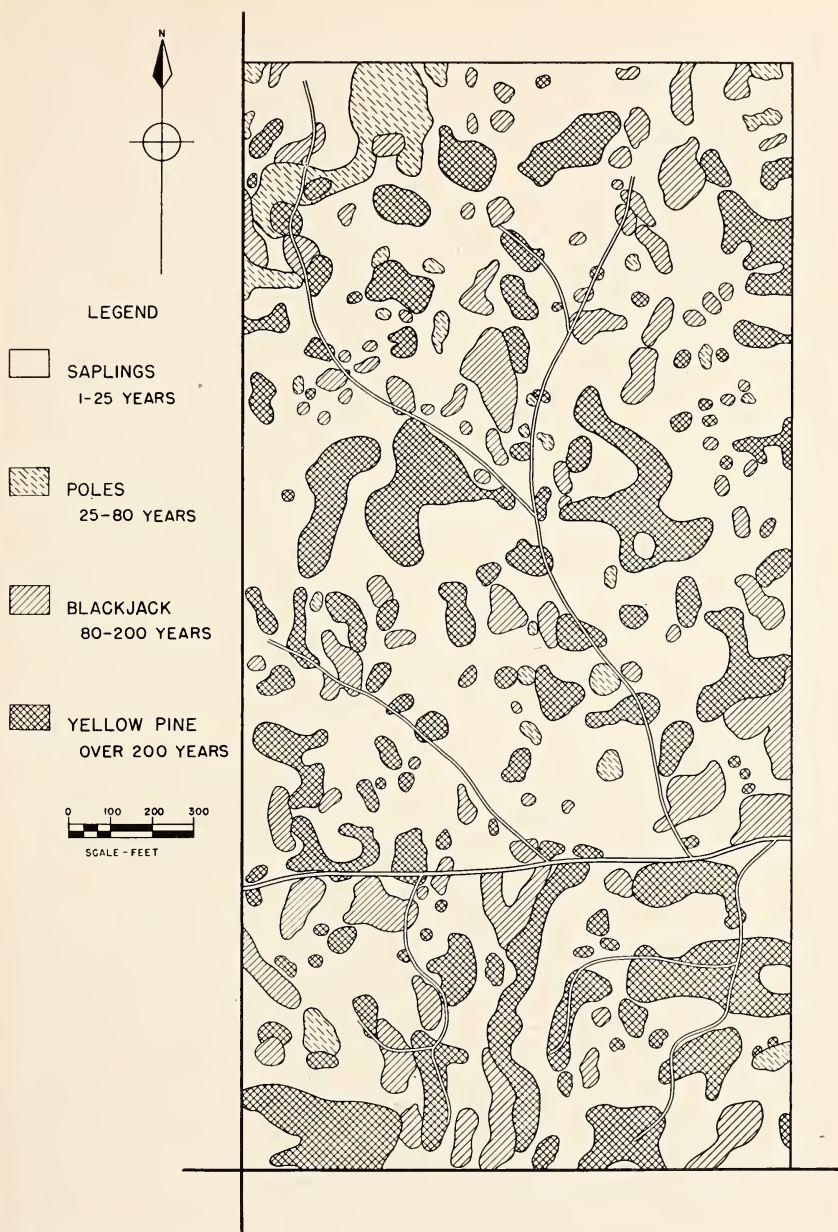 N
LEGEND
SAPLINGS
1-25 YEARS
POLES
25-80 YEARS
BLACKJACK
80-200 YEARS
YELLOW PINE
OVER 200 YEARS
0 100 200 300
SCALE-FEET